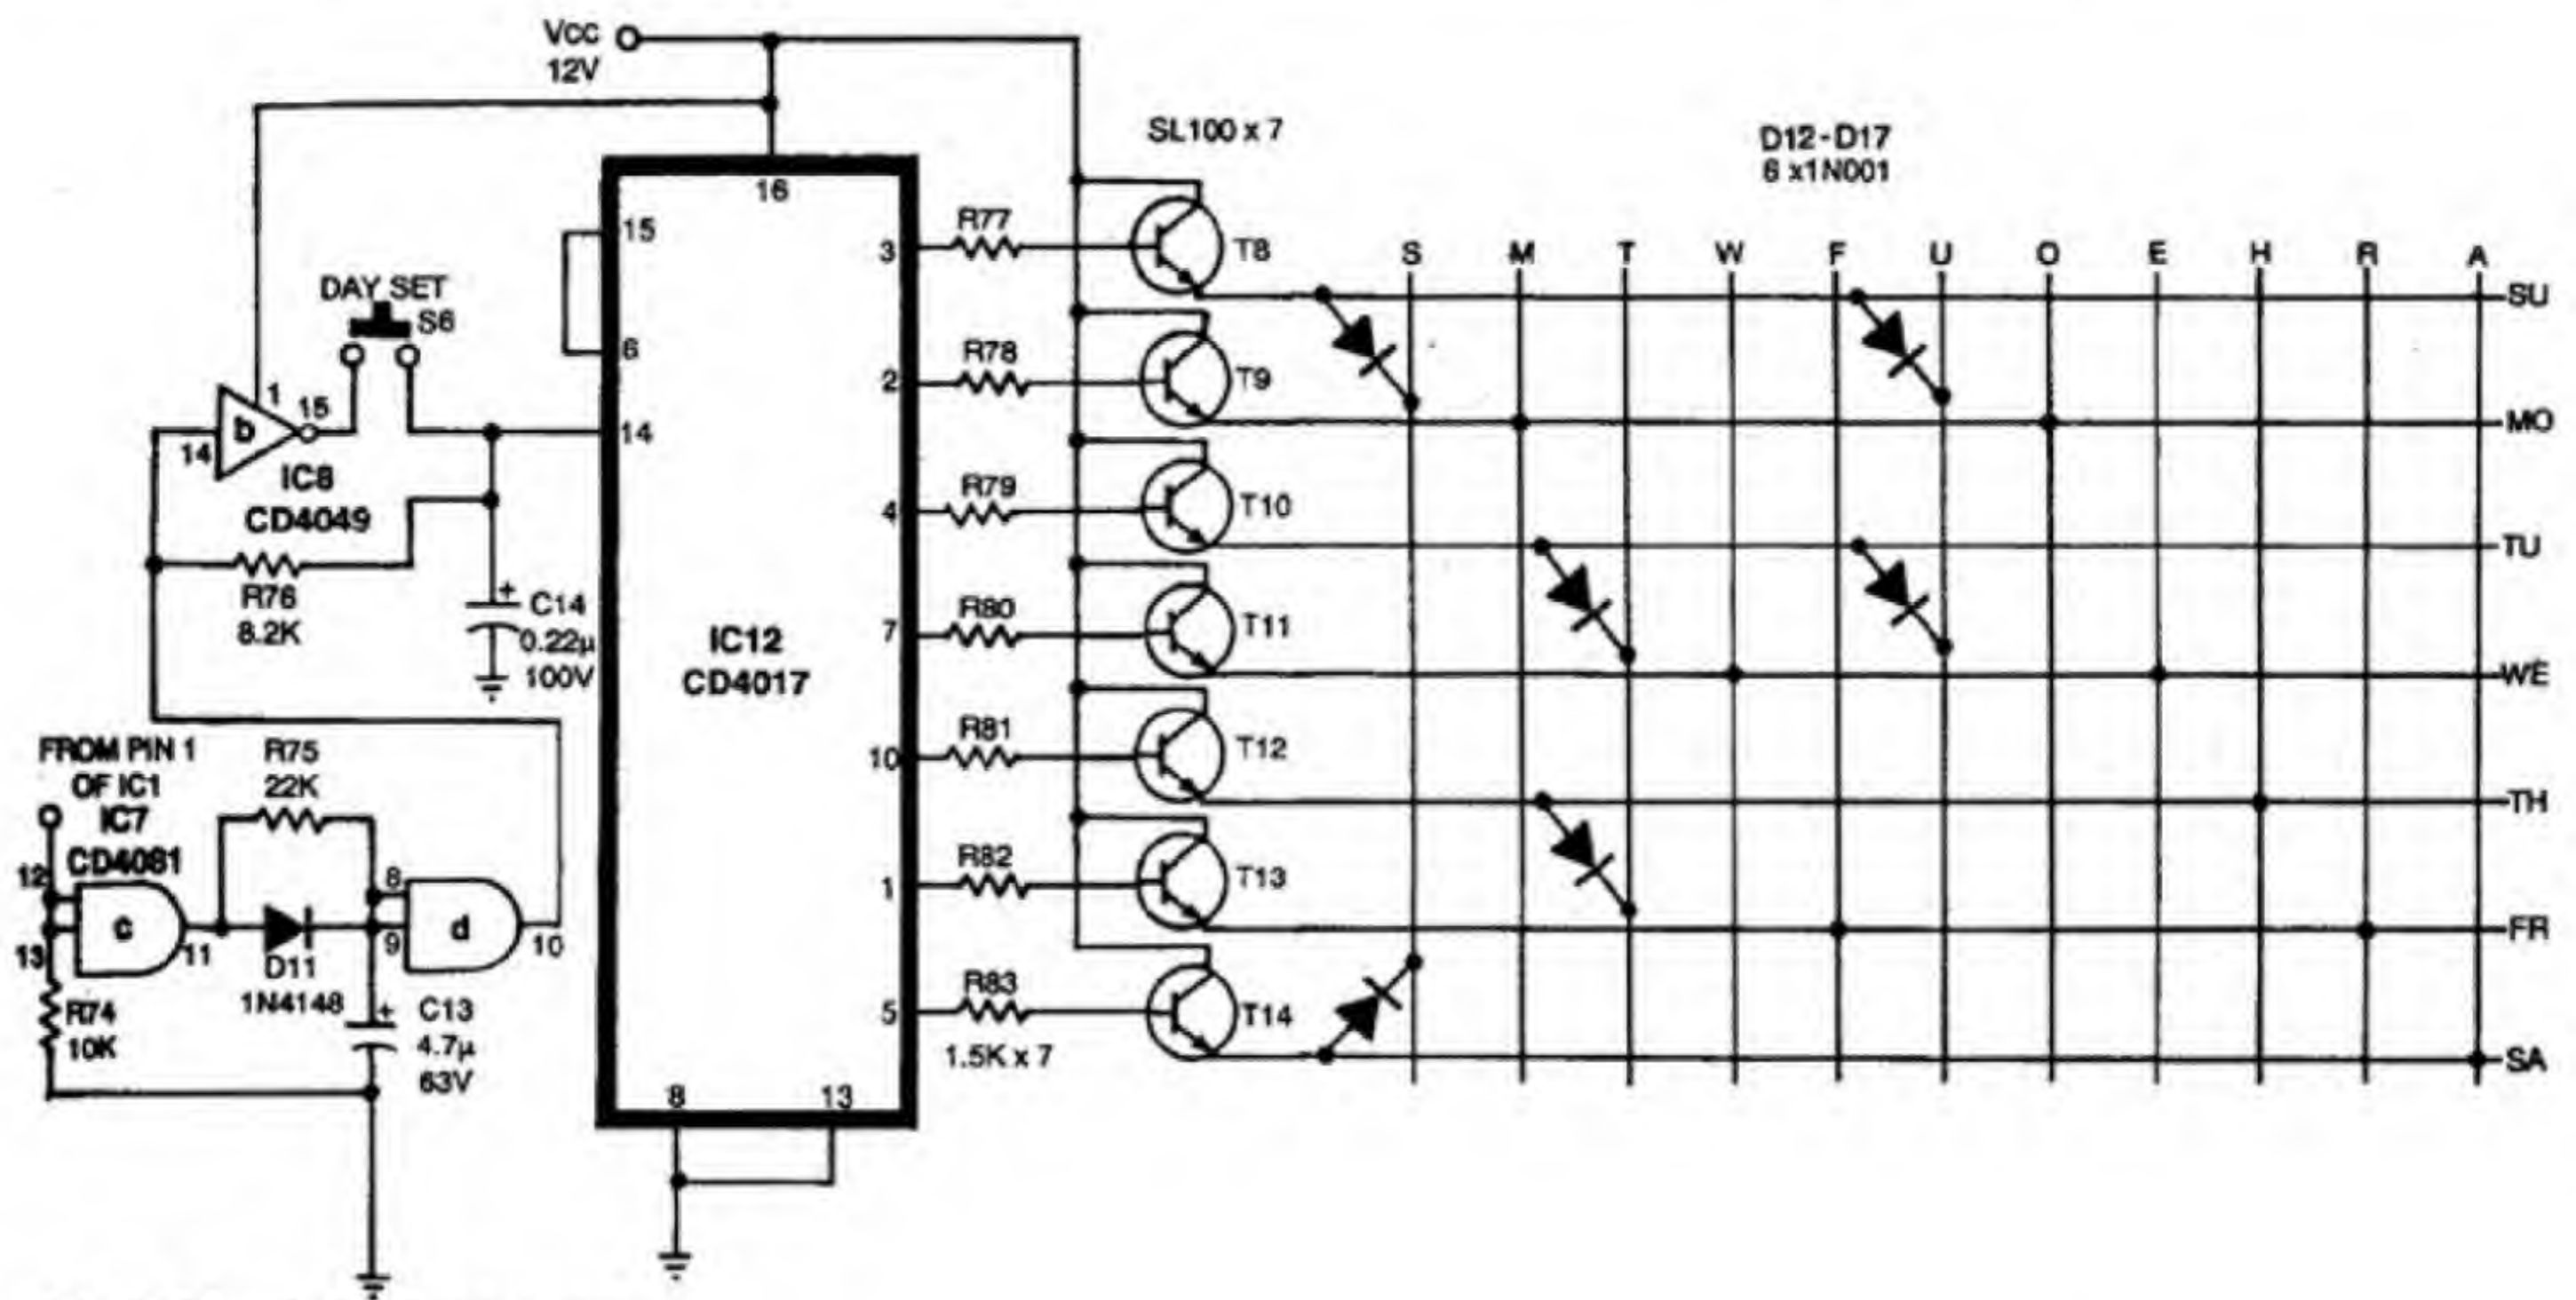 VCC
12V
SL100 x 7
D12-D17
6 x1N001
16
15
6
14
DAY SET
S6
1
15
b
14
IC8
CD4049
R76
8.2K
+
C14
0.22µ
100V
IC12
CD4017
3
R77
T8
2
R78
T9
4
R79
T10
7
R80
T11
10
R81
T12
1
R82
T13
5
R83
T14
1.5K x 7
8
13
S M T W F U O E H R A
SU
MO
TU
WE
TH
FR
SA
FROM PIN 1
OF IC1
IC7
CD4081
R75
22K
12
13
c
11
D11
1N4148
8
9
d
10
R74
10K
+
C13
4.7µ
63V